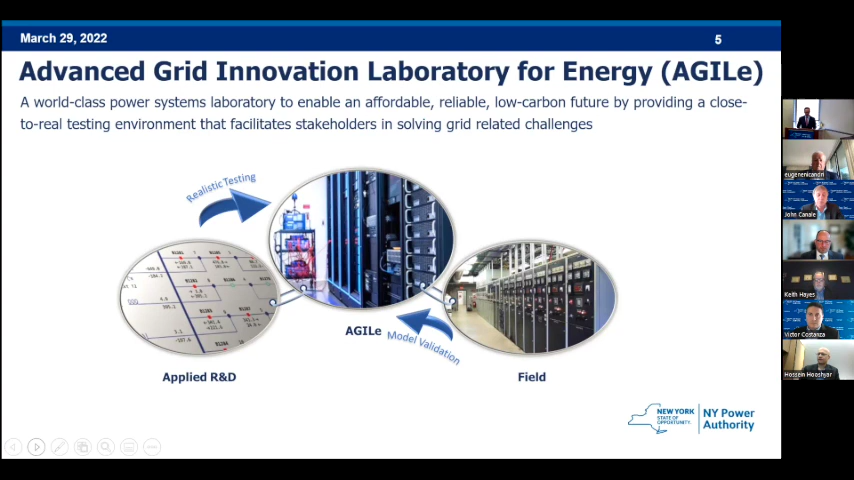 March 29, 2022
5
Advanced Grid Innovation Laboratory for Energy (AGILe)
A world-class power systems laboratory to enable an affordable, reliable, low-carbon future by providing a close-
to-real testing environment that facilitates stakeholders in solving grid related challenges
Realistic Testing
AGILe
Model Validation
Applied R&D
Field
NEW YORK
STATE OF
OPPORTUNITY.
NY Power
Authority
eugenenicandri
John Canale
Keith Hayes
Victor Costanza
Hossein Hooshyar